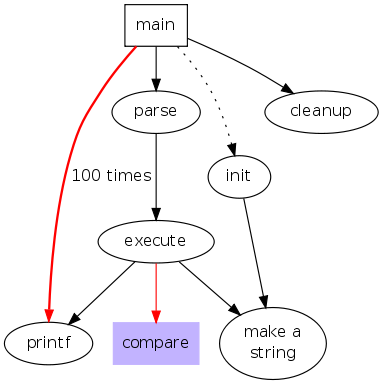 main
parse
cleanup
100 times
init
execute
printf
compare
make a
string